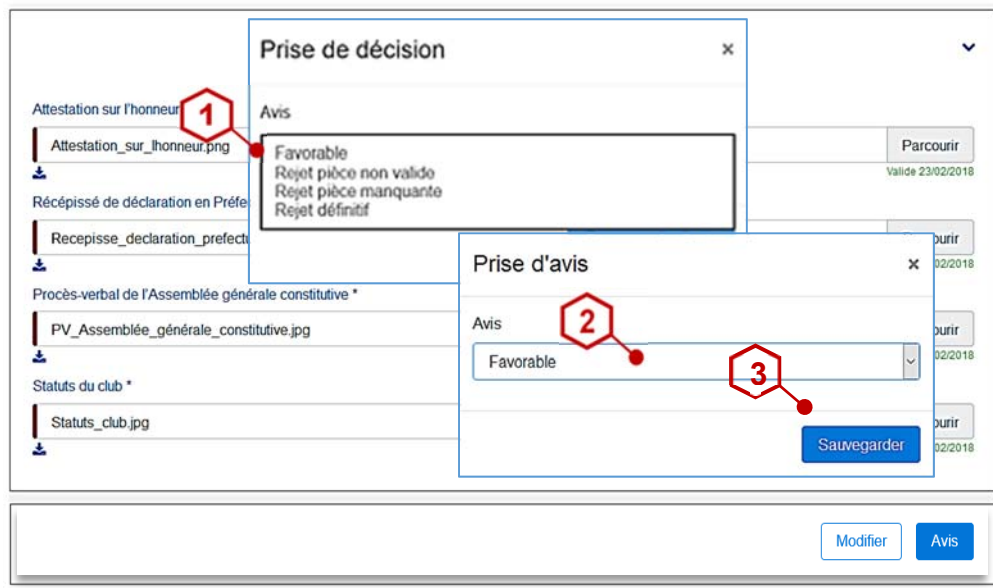 Prise de décision ×
Attestation sur l'honneur
1
Avis
Attestation_sur_lhonneur.png
Parcourir
Favorable
Rejet pièce non valide
Rejet pièce manquante
Rejet définitif
Valide 23/02/2018
Récépissé de déclaration en Préfe
Recepisse_declaration_prefectu
ourir
Prise d'avis ×
02/2018
Procès-verbal de l'Assemblée générale constitutive *
Avis
2
PV_Assemblée_générale_constitutive.jpg
ourir
Favorable
02/2018
3
Statuts du club *
Statuts_club.jpg
ourir
Sauvegarder
02/2018
Modifier
Avis